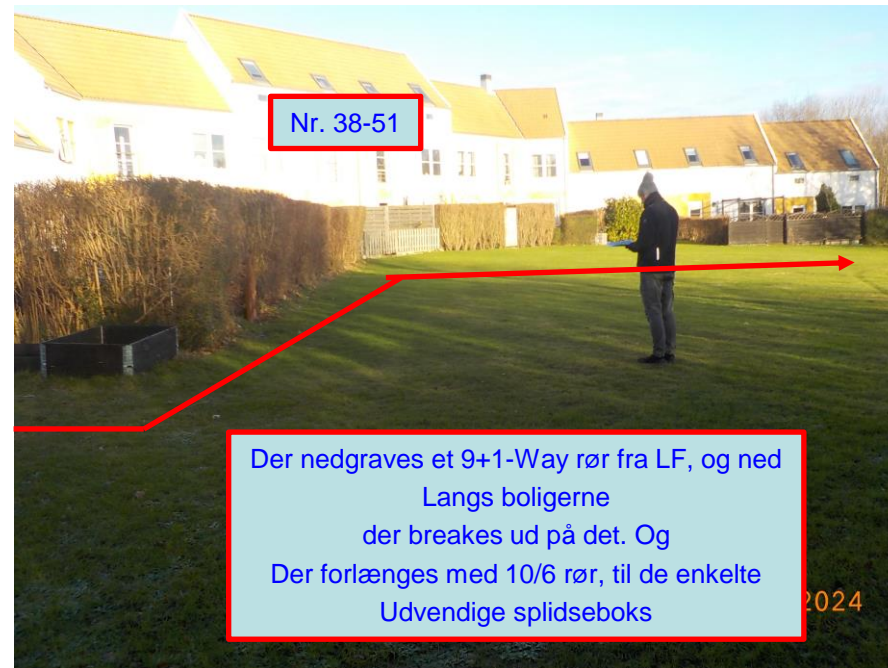 Nr. 38-51
Der nedgraves et 9+1-Way rør fra LF, og ned
Langs boligerne
der breakes ud på det. Og
Der forlænges med 10/6 rør, til de enkelte
Udvendige splidseboks
2024